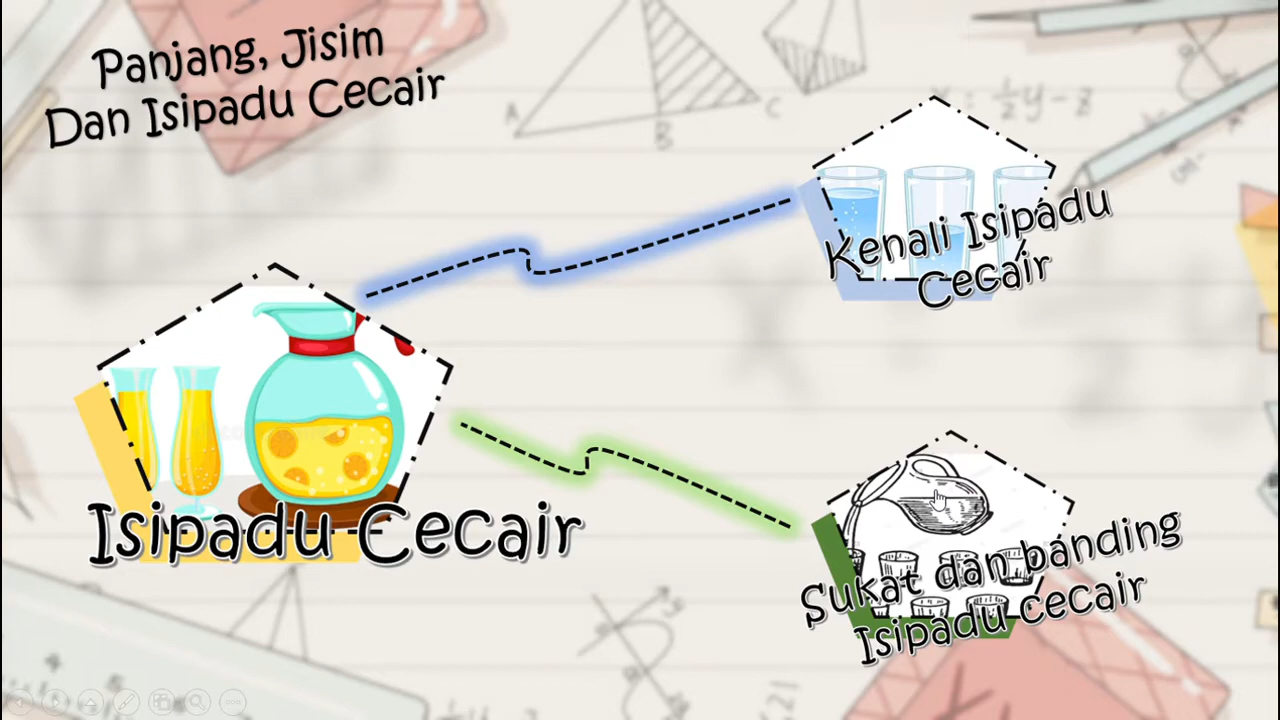 Panjang, Jisim
Dan Isipadu Cecair
A
B
C
Kenali Isipadu
Cecair
Isipadu Cecair
Sukat dan banding
Isipadu cecair